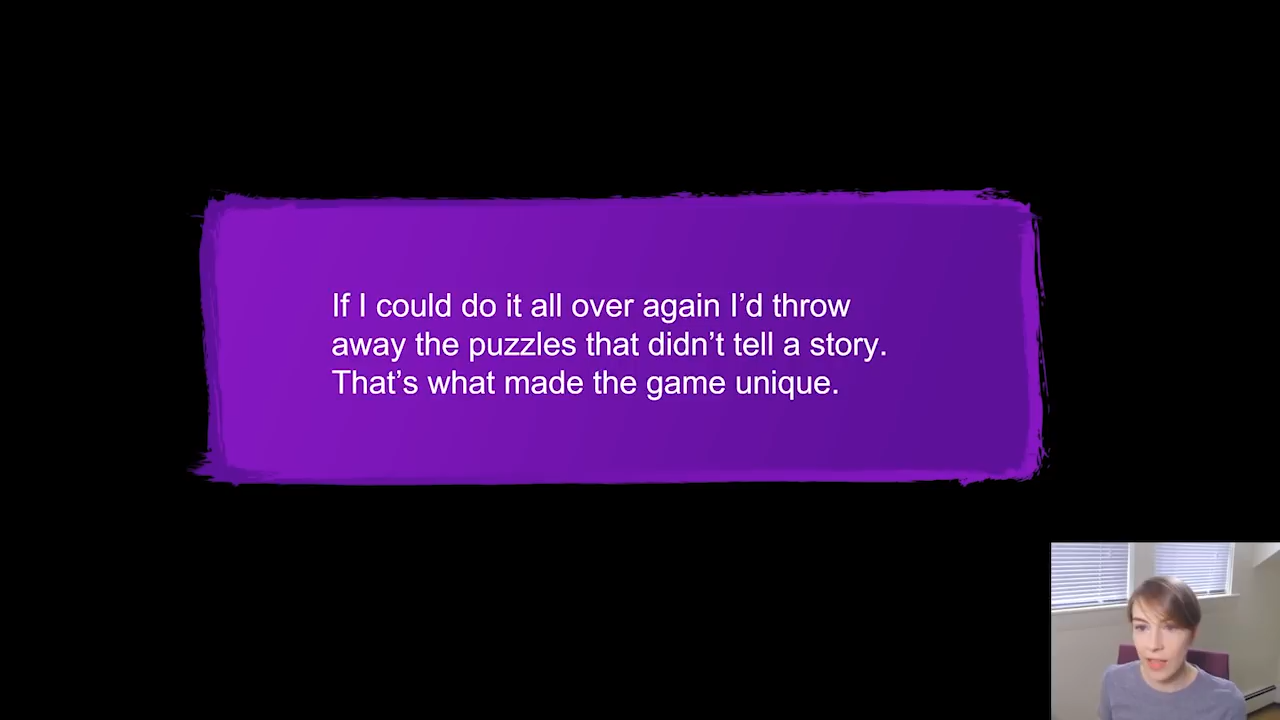 If I could do it all over again I’d throw
away the puzzles that didn’t tell a story.
That’s what made the game unique.